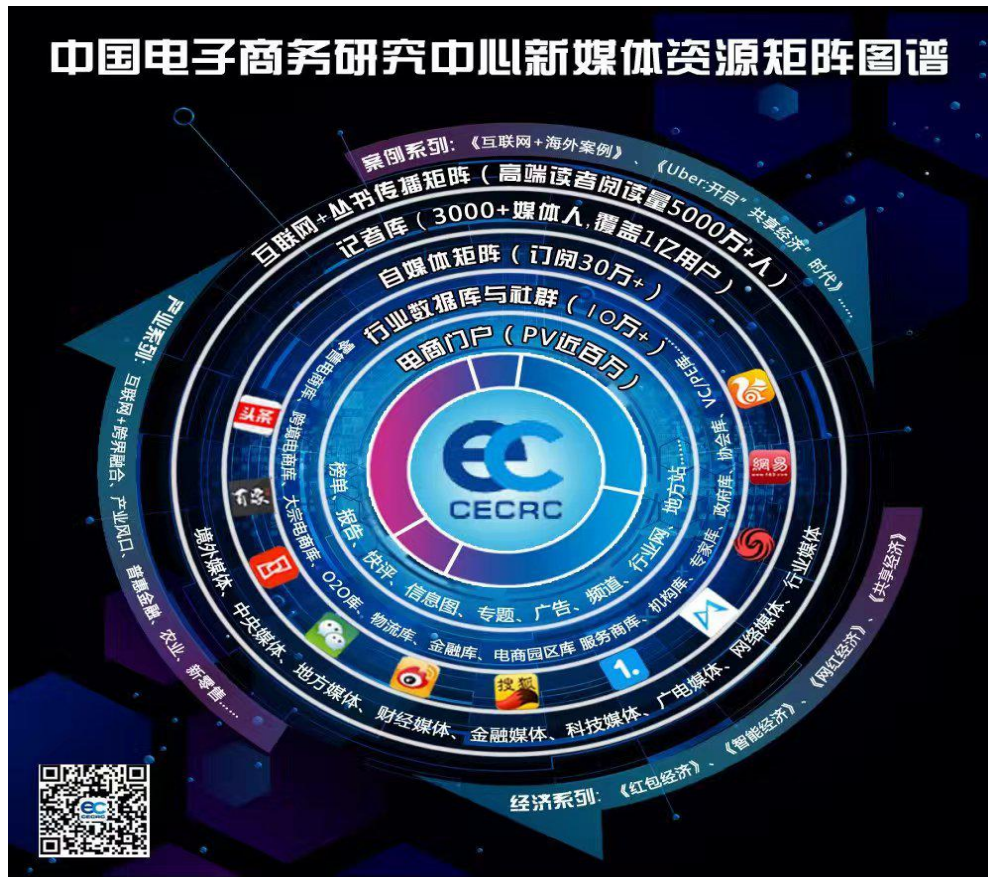 中国电子商务研究中心新媒体资源矩阵图谱
案例系列:《互联网+海外案例》、《Uber:开启“共享经济”时代》……
互联网+丛书传播矩阵(高端读者阅读量5000万+人)
记者库(3000+媒体人,覆盖1亿用户)
自媒体矩阵(订阅30万+)
行业数据库与社群(10万+)
电商门户(PV近百万)
产业系列:互联网+跨界融合、产业风口、普惠金融、农业、新零售……
零售电商库、跨境电商库、大宗电商库、O2O库、物流库、金融库、电商园区库 服务商库、机构库、专家库、政府库、协会库、VC/PE库……
榜单、报告、快评、信息图、专题、广告、频道、行业网、地方站……
头条
網易
www.163.com
搜狐
1.
ec
CECRC
境外媒体、中央媒体、地方媒体、财经媒体、金融媒体、科技媒体、广电媒体、网络媒体、行业媒体
经济系列:《红包经济》、《智能经济》、《网红经济》、《共享经济》
ec
CECRC